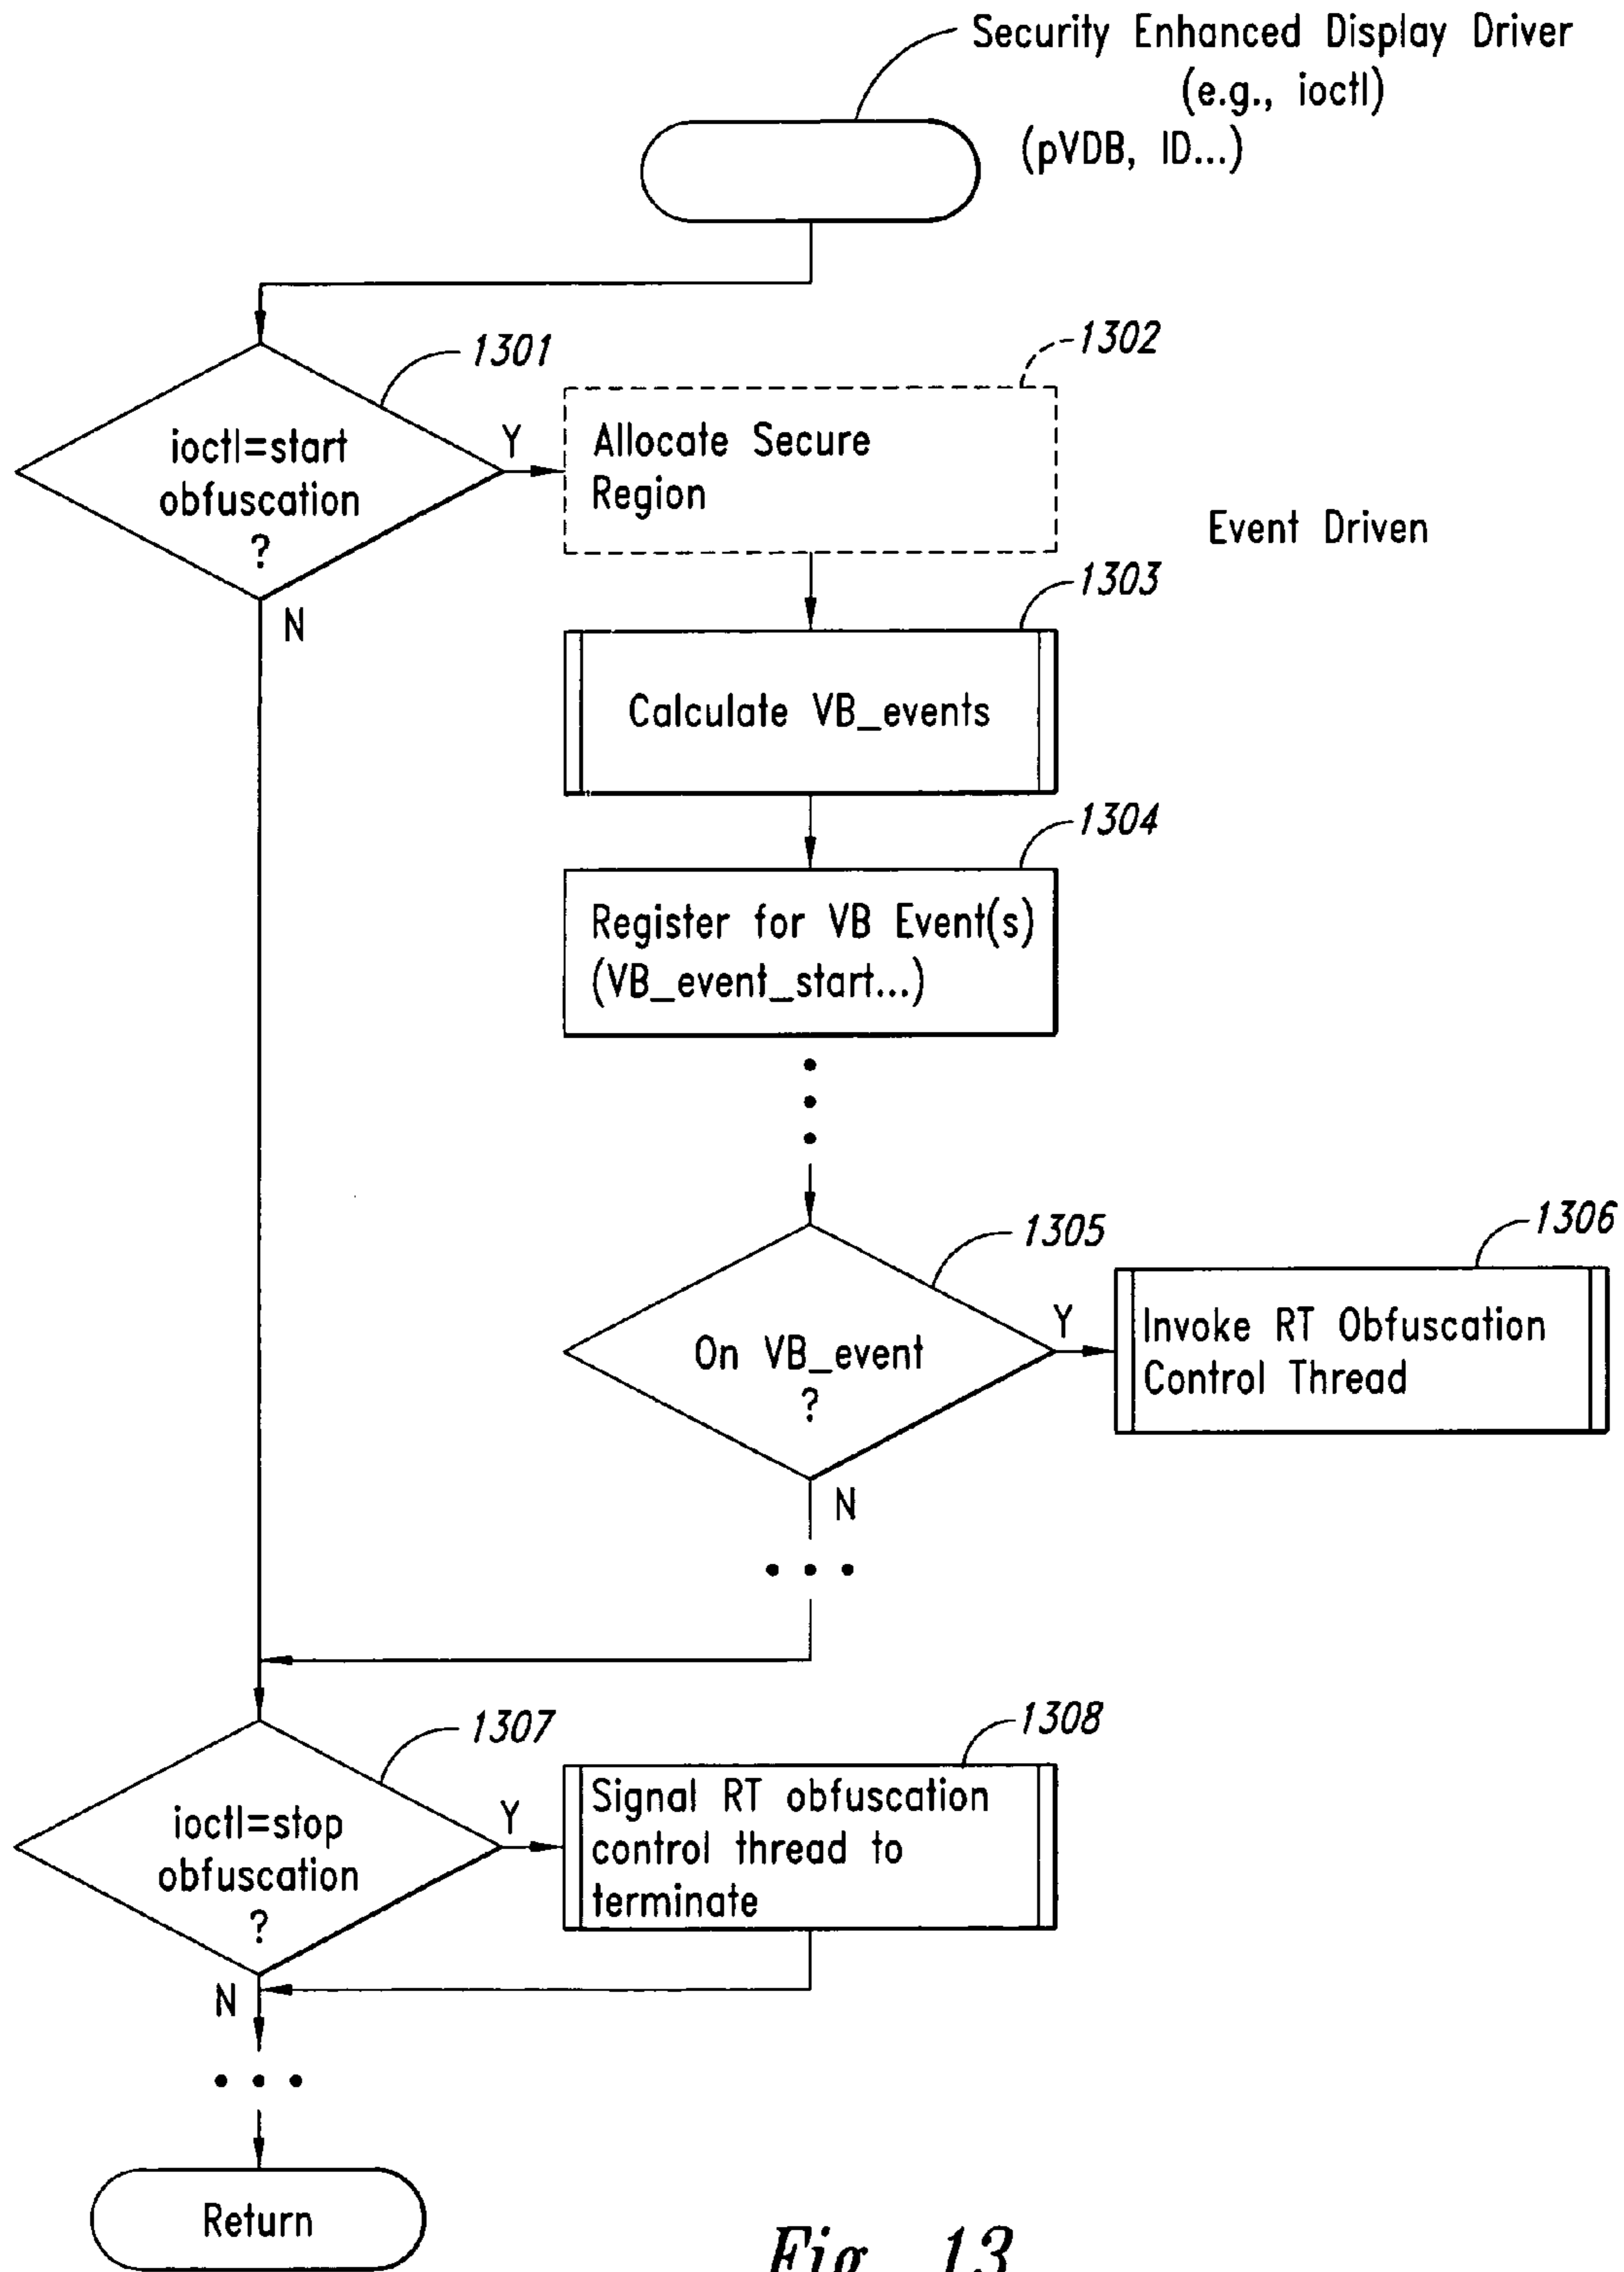 Security Enhanced Display Driver
(e.g., ioctl)
(pVDB, ID...)
1301
1302
ioctl=start
obfuscation
?
Y
N
Allocate Secure
Region
Event Driven
1303
Calculate VB_events
1304
Register for VB Event(s)
(VB_event_start...)
1305
1306
On VB_event
?
Y
N
Invoke RT Obfuscation
Control Thread
1307
1308
ioctl=stop
obfuscation
?
Y
N
Signal RT obfuscation
control thread to
terminate
Return
Fig. 13